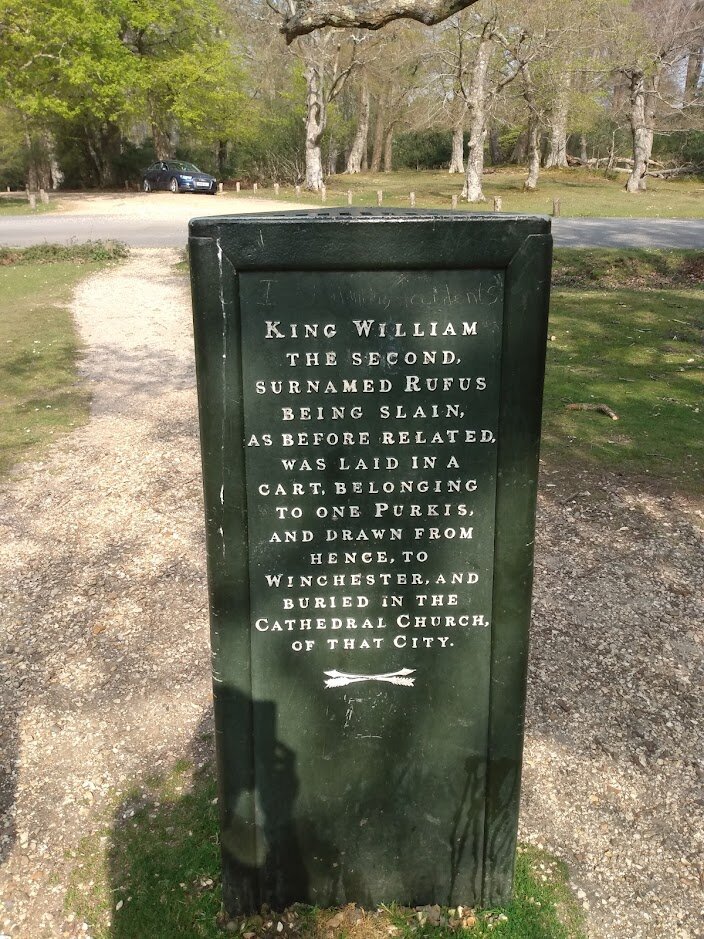 KING WILLIAM
THE SECOND,
SURNAMED RUFUS
BEING SLAIN,
AS BEFORE RELATED,
WAS LAID IN A
CART, BELONGING
TO ONE PURKIS,
AND DRAWN FROM
HENCE, TO
WINCHESTER, AND
BURIED IN THE
CATHEDRAL CHURCH,
OF THAT CITY.